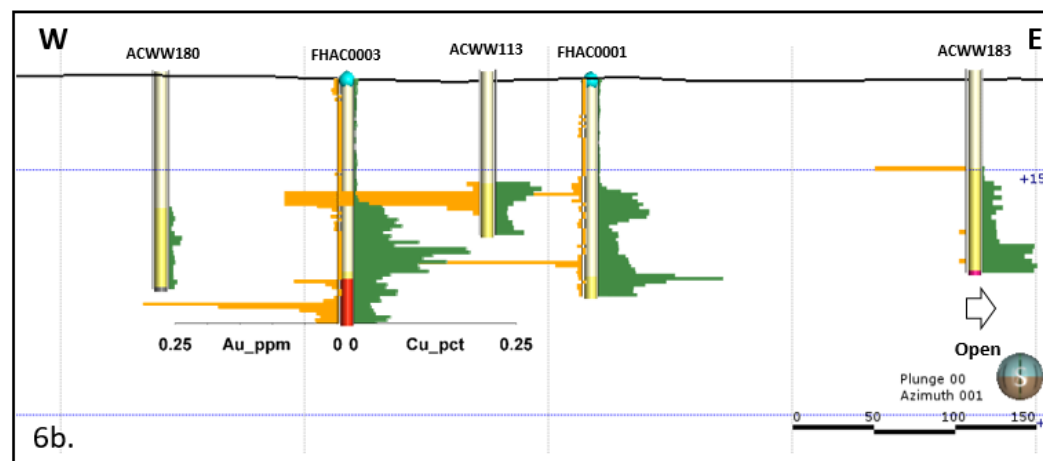 W
E
ACWW180
FHAC0003
ACWW113
FHAC0001
ACWW183
+15
0.25 Au_ppm 0 0 Cu_pct 0.25
Open
S
Plunge 00
Azimuth 001
0 50 100 150
+
6b.